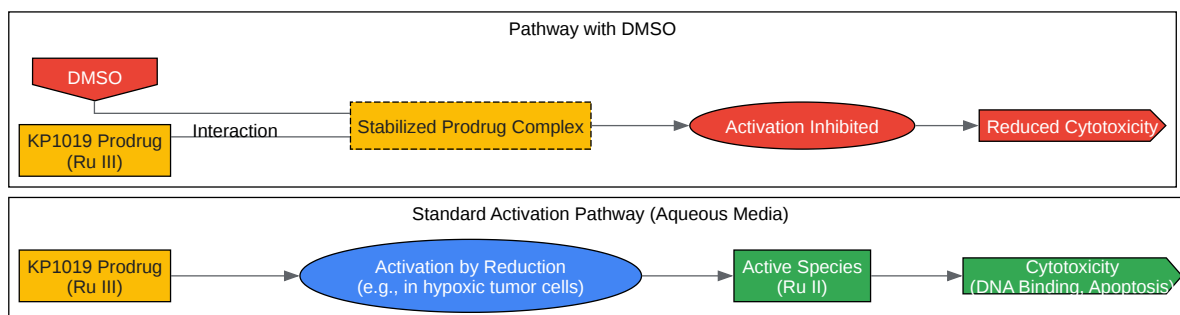 Pathway with DMSO
DMSO
KP1019 Prodrug
(Ru III)
Interaction
Stabilized Prodrug Complex
Activation Inhibited
Reduced Cytotoxicity
Standard Activation Pathway (Aqueous Media)
KP1019 Prodrug
(Ru III)
Activation by Reduction
(e.g., in hypoxic tumor cells)
Active Species
(Ru II)
Cytotoxicity
(DNA Binding, Apoptosis)